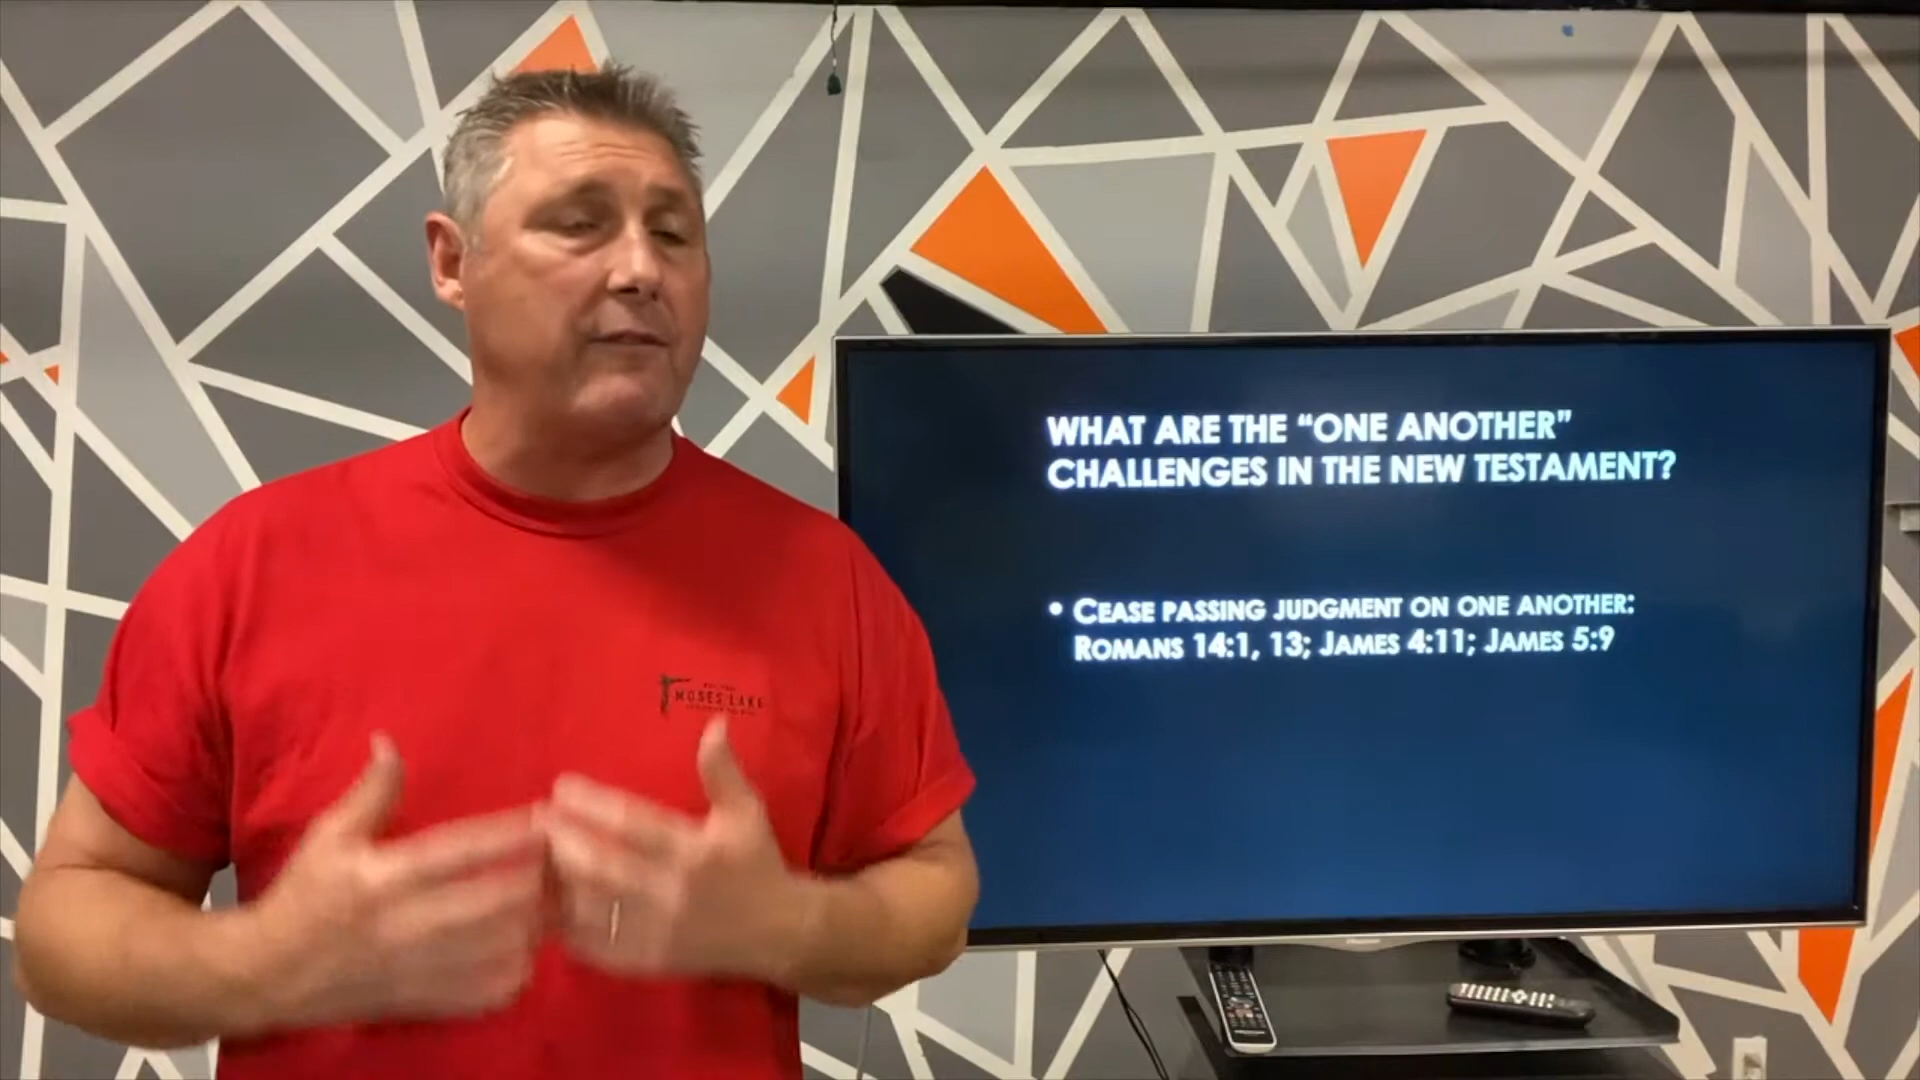 WHAT ARE THE “ONE ANOTHER”
CHALLENGES IN THE NEW TESTAMENT?
• CEASE PASSING JUDGMENT ON ONE ANOTHER:
ROMANS 14:1, 13; JAMES 4:11; JAMES 5:9
MOSES LAKE